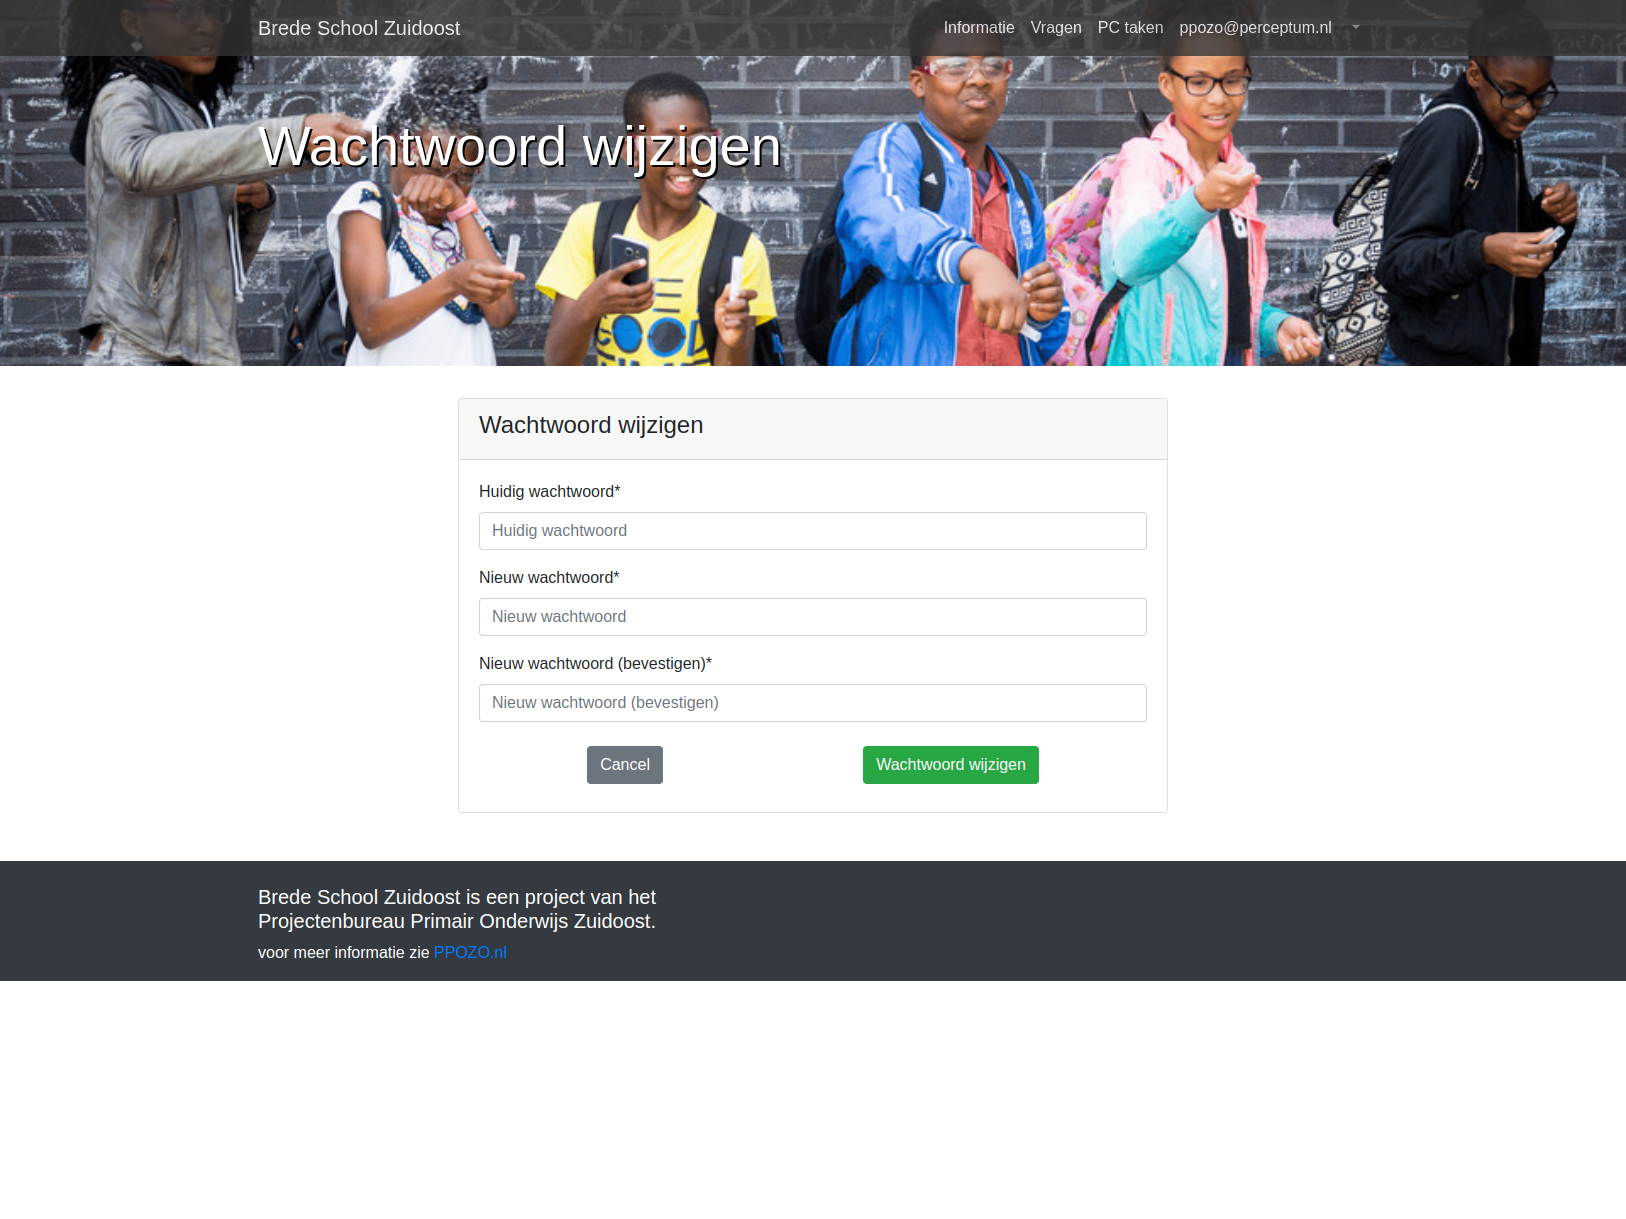 Brede School Zuidoost
Informatie Vragen PC taken ppozo@perceptum.nl
Wachtwoord wijzigen
Wachtwoord wijzigen
Huidig wachtwoord*
Huidig wachtwoord
Nieuw wachtwoord*
Nieuw wachtwoord
Nieuw wachtwoord (bevestigen)*
Nieuw wachtwoord (bevestigen)
Cancel Wachtwoord wijzigen
Brede School Zuidoost is een project van het
Projectenbureau Primair Onderwijs Zuidoost.
voor meer informatie zie PPOZO.nl